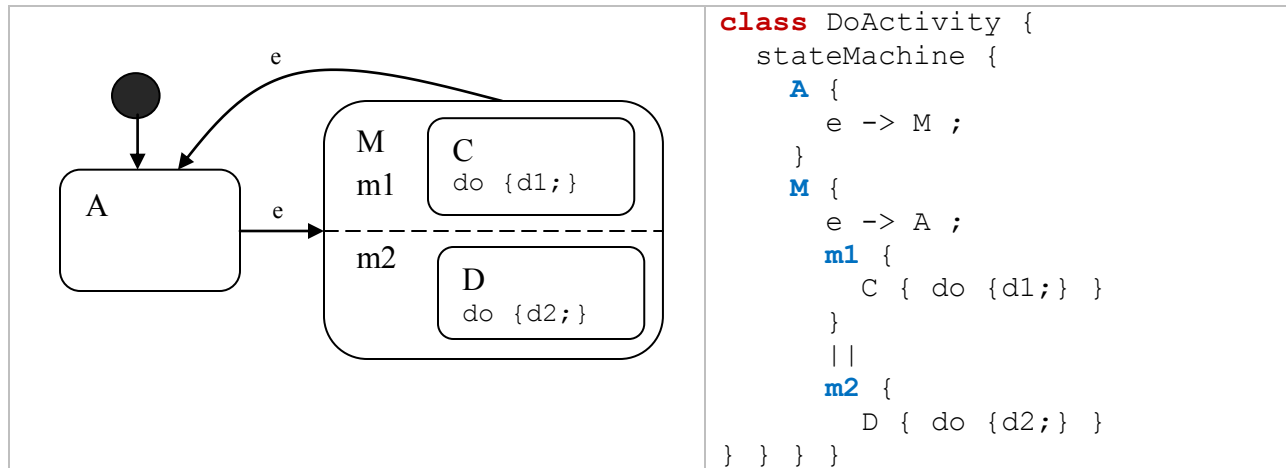 e
A
e
M
m1
C
do {d1;}
m2
D
do {d2;}
class DoActivity {
stateMachine {
A {
e -> M ;
}
M {
e -> A ;
m1 {
C { do {d1;} }
}
||
m2 {
D { do {d2;} }
} } } }